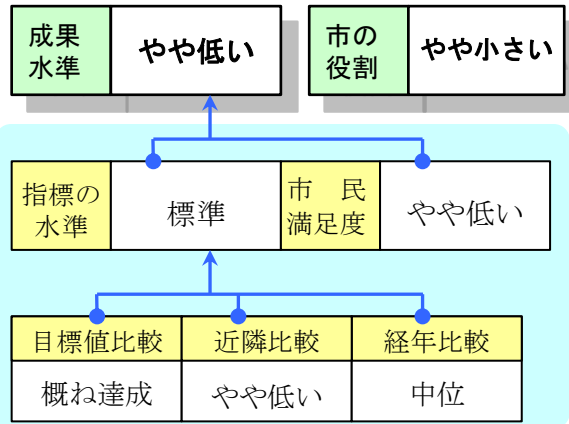 成果
水準
やや低い
市の
役割
やや小さい
指標の
水準
標準
市　民
満足度
やや低い
目標値比較
近隣比較
経年比較
概ね達成
やや低い
中位